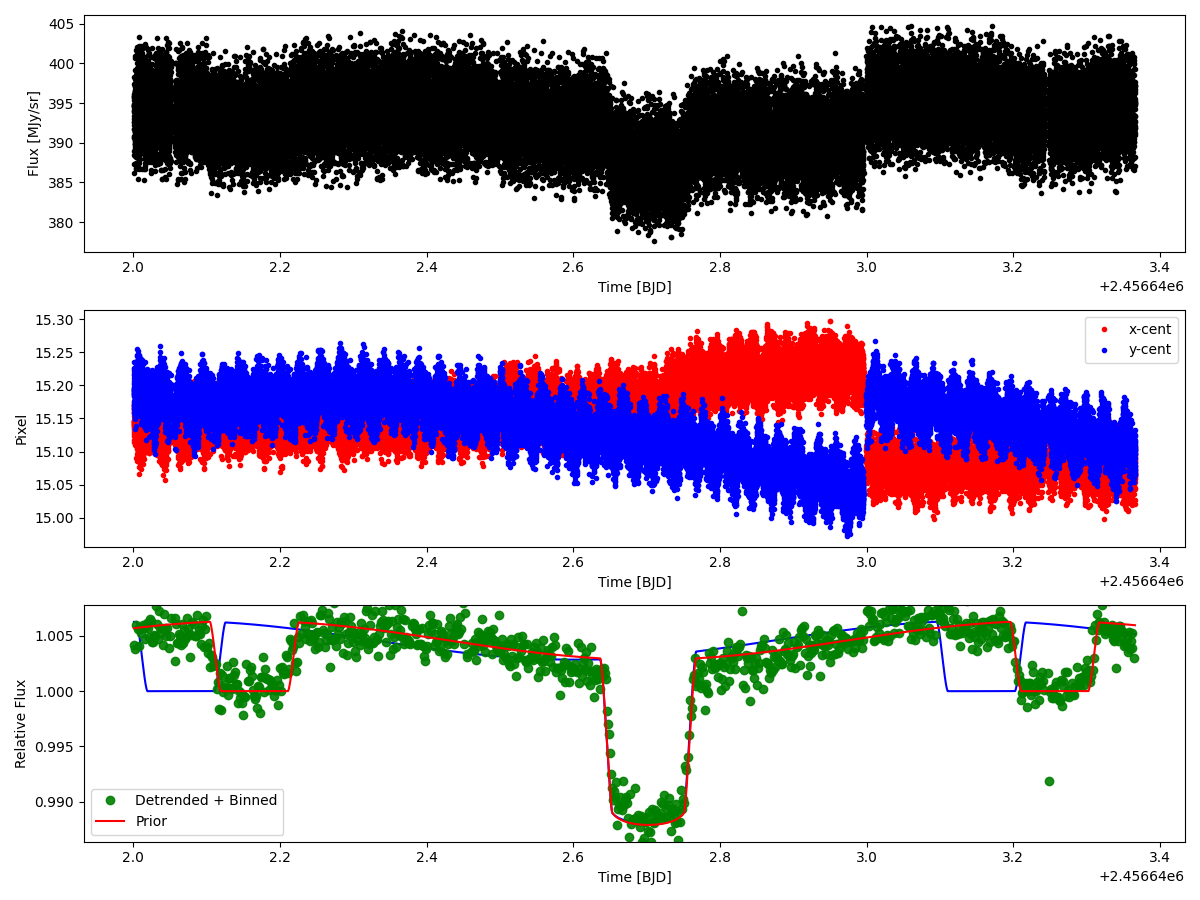 405
400
395
390
385
380
Flux [MJy/sr]
2.0 2.2 2.4 2.6 2.8 3.0 3.2 3.4
Time [BJD]
+2.45664e6
15.30
15.25
15.20
15.15
15.10
15.05
15.00
Pixel
x-cent
y-cent
2.0 2.2 2.4 2.6 2.8 3.0 3.2 3.4
Time [BJD]
+2.45664e6
1.005
1.000
0.995
0.990
Relative Flux
Detrended + Binned
Prior
2.0 2.2 2.4 2.6 2.8 3.0 3.2 3.4
Time [BJD]
+2.45664e6